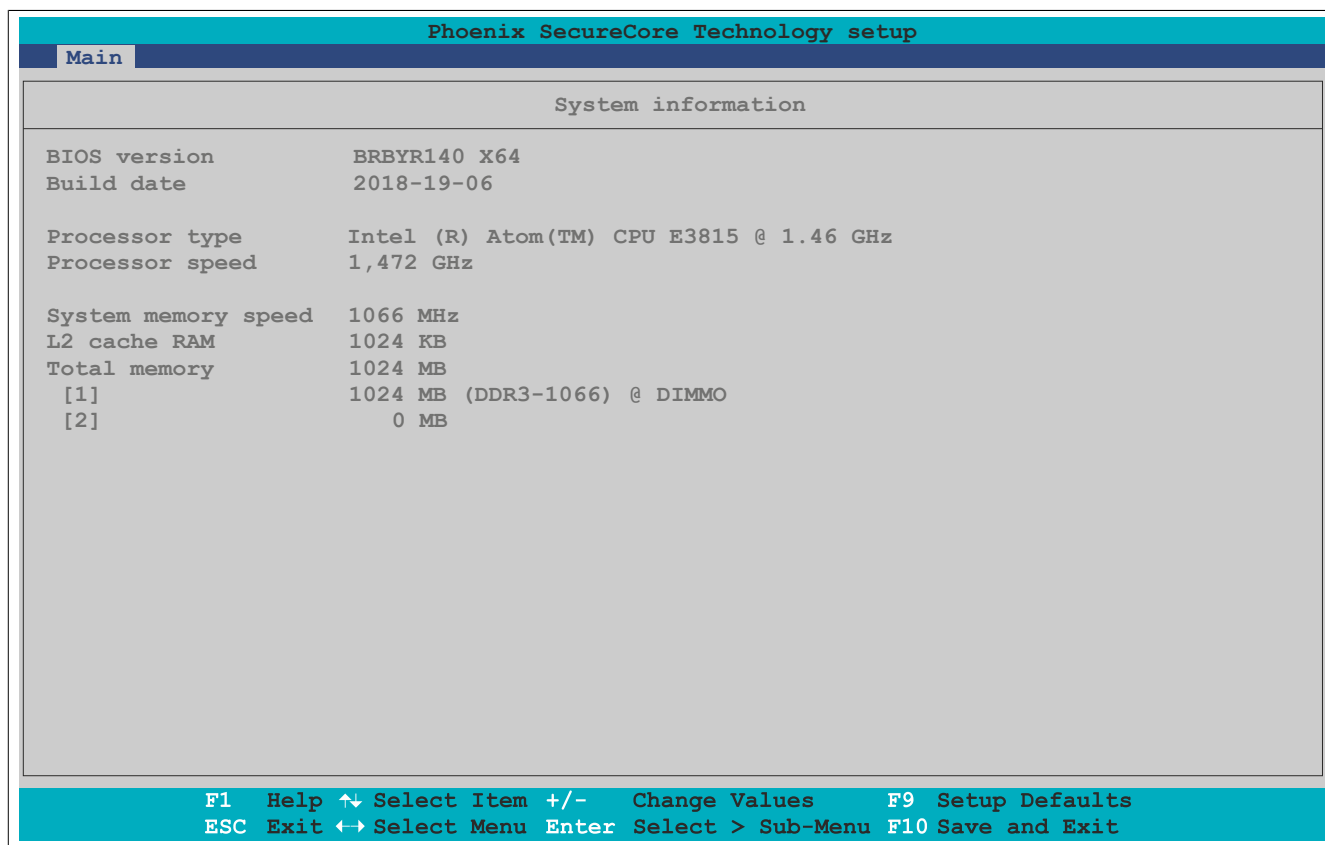 Phoenix SecureCore Technology setup
Main
System information
BIOS version BRBYR140 X64
Build date 2018-19-06
Processor type Intel (R) Atom(TM) CPU E3815 @ 1.46 GHz
Processor speed 1,472 GHz
System memory speed 1066 MHz
L2 cache RAM 1024 KB
Total memory 1024 MB
[1] 1024 MB (DDR3-1066) @ DIMMO
[2] 0 MB
F1 Help ↑↓ Select Item +/- Change Values F9 Setup Defaults
ESC Exit ←→ Select Menu Enter Select > Sub-Menu F10 Save and Exit